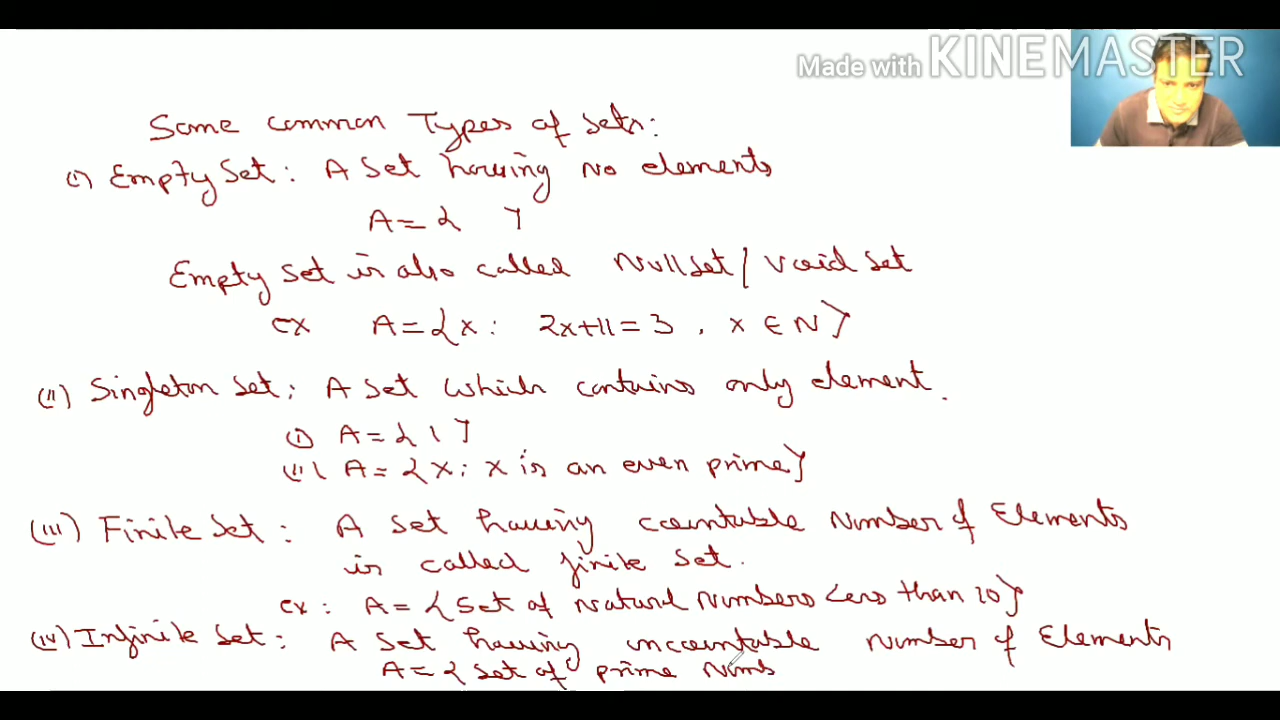 Made with KINEMASTER
Some common Types of sets:
(i) Empty Set : A Set having no elements
A = { }
Empty set is also called Null set / Void set
ex A = {x : 2x+11 = 3 , x ∈ N}
(ii) Singleton set : A set which contains only element.
(i) A = { 1 }
(ii) A = {x : x is an even prime}
(iii) Finite Set : A set having countable Number of Elements
is called finite set.
ex : A = {set of natural Numbers less than 20}
(iv) Infinite Set : A set having uncountable number of Elements
A = { set of prime Numb